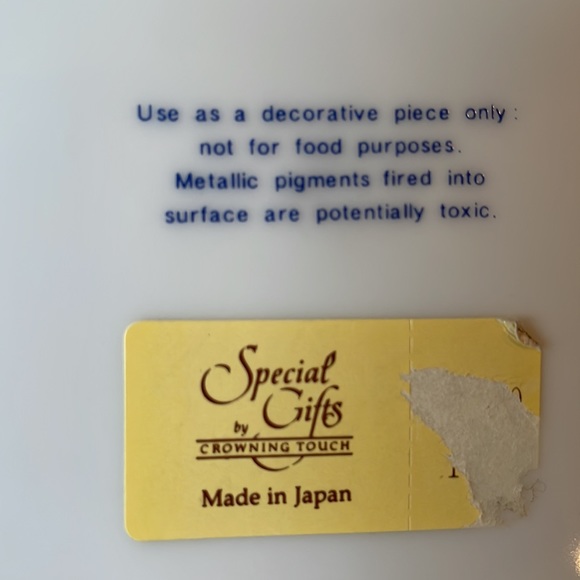 Use as a decorative piece only:
not for food purposes.
Metallic pigments fired into
surface are potentially toxic.
Special
Gifts
by
CROWNING TOUCH
Made in Japan